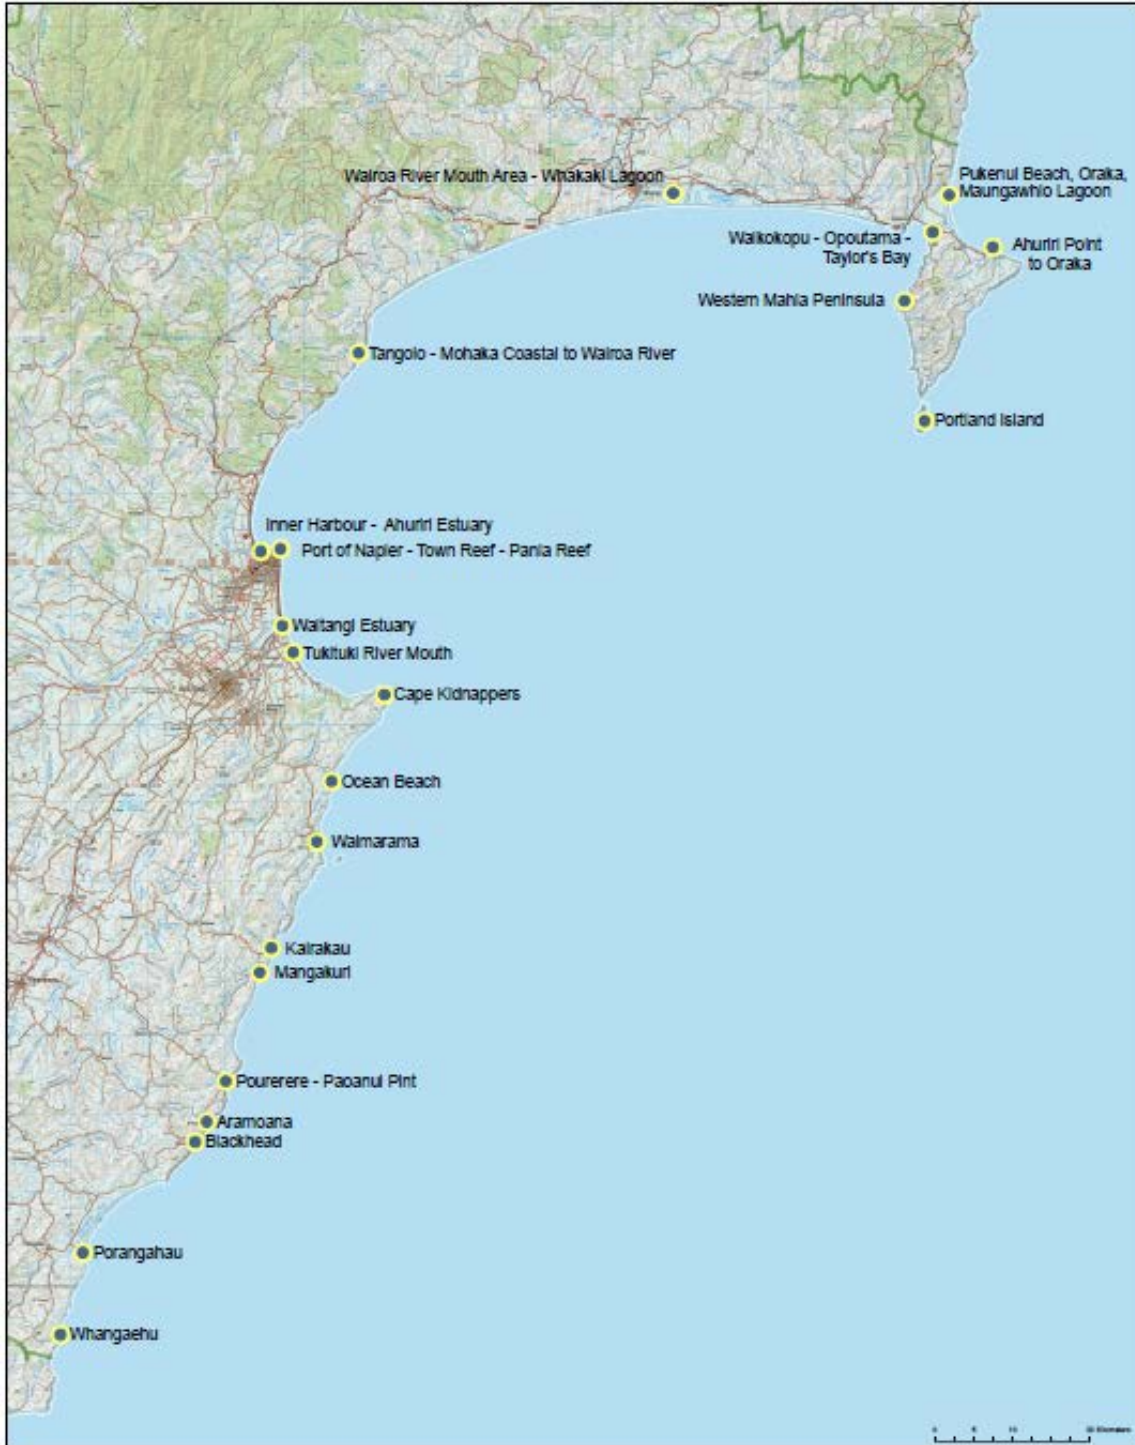 Wairoa River Mouth Area - Whakaki Lagoon
Pukenui Beach, Oraka,
Maungawhio Lagoon
Waikokopu - Opoutama -
Taylor's Bay
Ahuriri Point
to Oraka
Western Mahia Peninsula
Tangoio - Mohaka Coastal to Wairoa River
Portland Island
Inner Harbour - Ahuriri Estuary
Port of Napier - Town Reef - Pania Reef
Waitangi Estuary
Tukituki River Mouth
Cape Kidnappers
Ocean Beach
Waimarama
Kairakau
Mangakuri
Pourerere - Paoanui Pint
Aramoana
Blackhead
Porangahau
Whangaehu